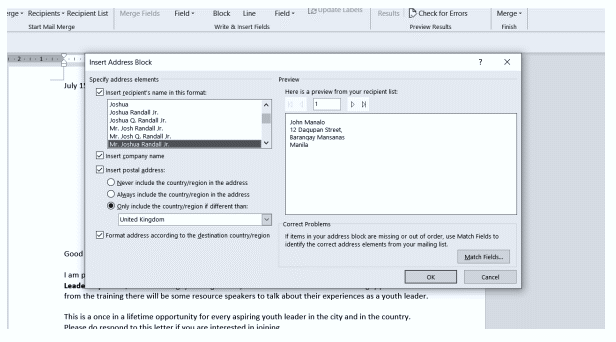 erge Recipients Recipient List Merge Fields Field Block Line Field Update Labels Results Check for Errors Merge
Start Mail Merge Write & Insert Fields Preview Results Finish
2 1
Insert Address Block ? X
July 1
Specify address elements
Insert recipient's name in this format:
Joshua
Joshua Randall Jr.
Joshua Q. Randall Jr.
Mr. Josh Randall Jr.
Mr. Josh Q. Randall Jr.
Mr. Joshua Randall Jr.
Insert company name
Insert postal address:
Never include the country/region in the address
Always include the country/region in the address
Only include the country/region if different than:
United Kingdom
Format address according to the destination country/region
Preview
Here is a preview from your recipient list:
1
John Manalo
12 Dagupan Street,
Barangay Mansanas
Manila
Correct Problems
If items in your address block are missing or out of order, use Match Fields to
identify the correct address elements from your mailing list.
Match Fields...
OK Cancel
Good
I am p
Leade
from the training there will be some resource speakers to talk about their experiences as a youth leader.
This is a once in a lifetime opportunity for every aspiring youth leader in the city and in the country.
Please do respond to this letter if you are interested in joining